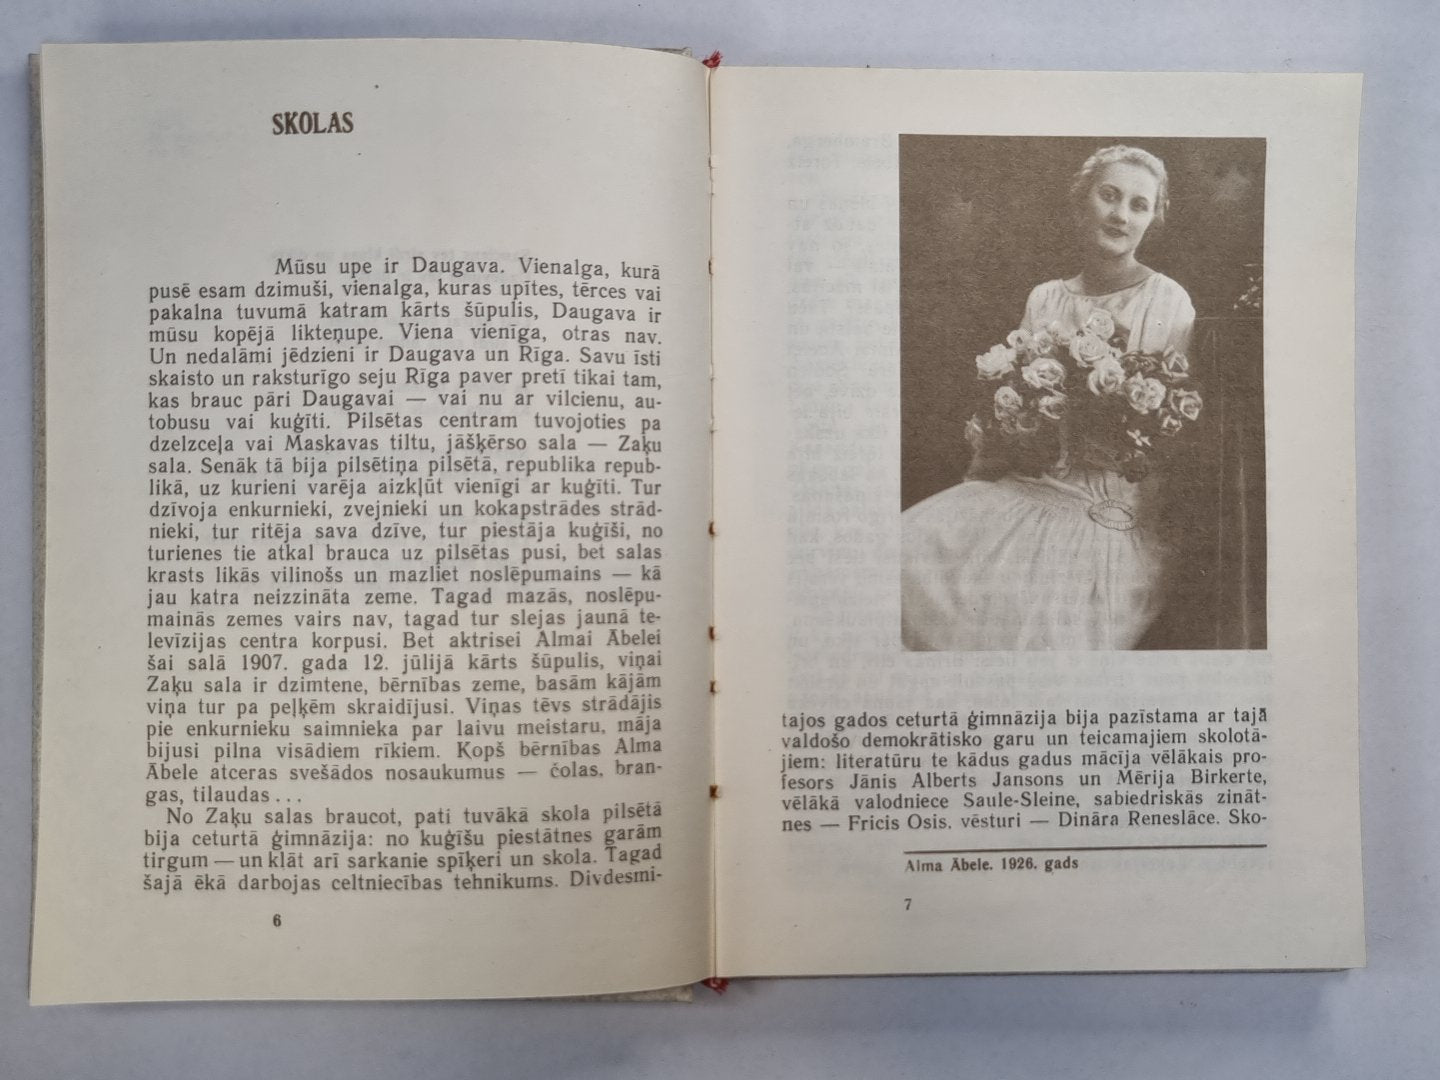 SKOLAS
Mūsu upe ir Daugava. Vienalga, kurā
pusē esam dzimuši, vienalga, kuras upītes, tērces vai
pakalna tuvumā katram kārts šūpulis, Daugava ir
mūsu kopējā likteņupe. Viena vienīga, otras nav.
Un nedalāmi jēdzieni ir Daugava un Rīga. Savu īsti
skaisto un raksturīgo seju Rīga paver pretī tikai tam,
kas brauc pāri Daugavai — vai nu ar vilcienu, au-
tobusu vai kuģīti. Pilsētas centram tuvojoties pa
dzelzceļa vai Maskavas tiltu, jāšķērso sala — Zaķu
sala. Senāk tā bija pilsētiņa pilsētā, republika repub-
likā, uz kurieni varēja aizkļūt vienīgi ar kuģīti. Tur
dzīvoja enkurnieki, zvejnieki un kokapstrādes strād-
nieki, tur ritēja sava dzīve, tur piestāja kuģīši, no
turienes tie atkal brauca uz pilsētas pusi, bet salas
krasts likās vilinošs un mazliet noslēpumains — kā
jau katra neizzināta zeme. Tagad mazās, noslēpu-
mainās zemes vairs nav, tagad tur slejas jaunā te-
levīzijas centra korpusi. Bet aktrisei Almai Ābelei
šai salā 1907. gada 12. jūlijā kārts šūpulis, viņai
Zaķu sala ir dzimtene, bērnības zeme, basām kājām
viņa tur pa peļķēm skraidījusi. Viņas tēvs strādājis
pie enkurnieku saimnieka par laivu meistaru, māja
bijusi pilna visādiem rīkiem. Kopš bērnības Alma
Ābele atceras svešādos nosaukumus — čolas, bran-
gas, tilaudas ...
No Zaķu salas braucot, pati tuvākā skola pilsētā
bija ceturtā ģimnāzija: no kuģīšu piestātnes garām
tirgum — un klāt arī sarkanie spīķeri un skola. Tagad
šajā ēkā darbojas celtniecības tehnikums. Divdesmi-
6
tajos gados ceturtā ģimnāzija bija pazīstama ar tajā
valdošo demokrātisko garu un teicamajiem skolotā-
jiem: literatūru te kādus gadus mācīja vēlākais pro-
fesors Jānis Alberts Jansons un Mērija Birkerte,
vēlākā valodniece Saule-Sleine, sabiedriskās zināt-
nes — Fricis Osis, vēsturi — Dināra Reneslāce. Sko-
Alma Ābele. 1926. gads
7